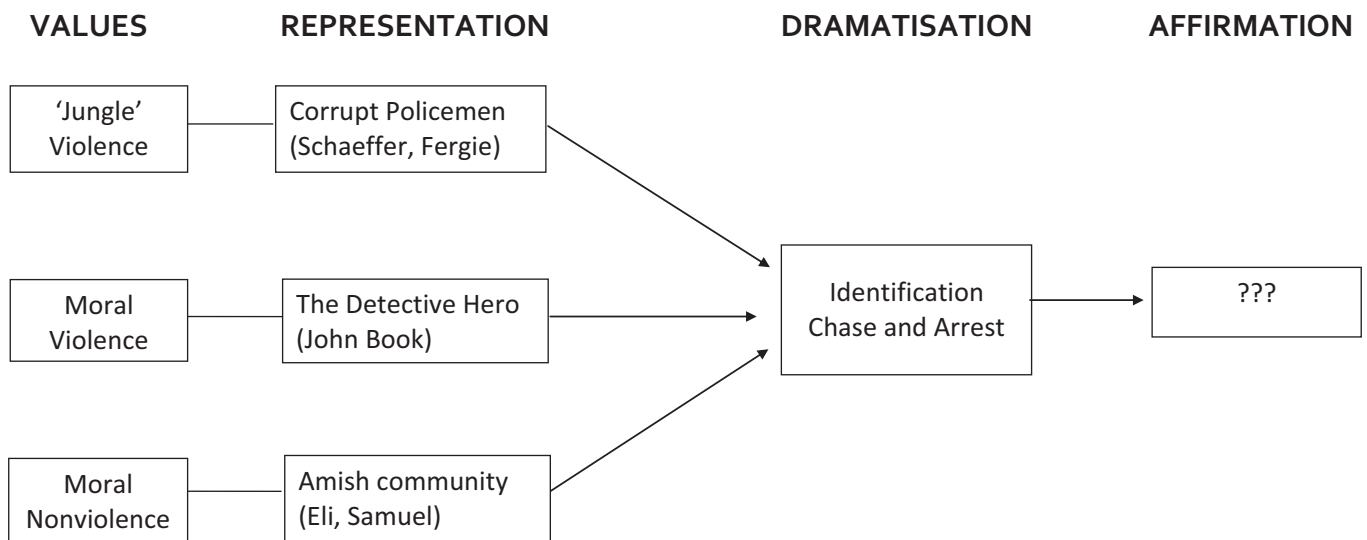 VALUES REPRESENTATION DRAMATISATION AFFIRMATION
‘Jungle’
Violence
Corrupt Policemen
(Schaeffer, Fergie)
Moral
Violence
The Detective Hero
(John Book)
Identification
Chase and Arrest
???
Moral
Nonviolence
Amish community
(Eli, Samuel)